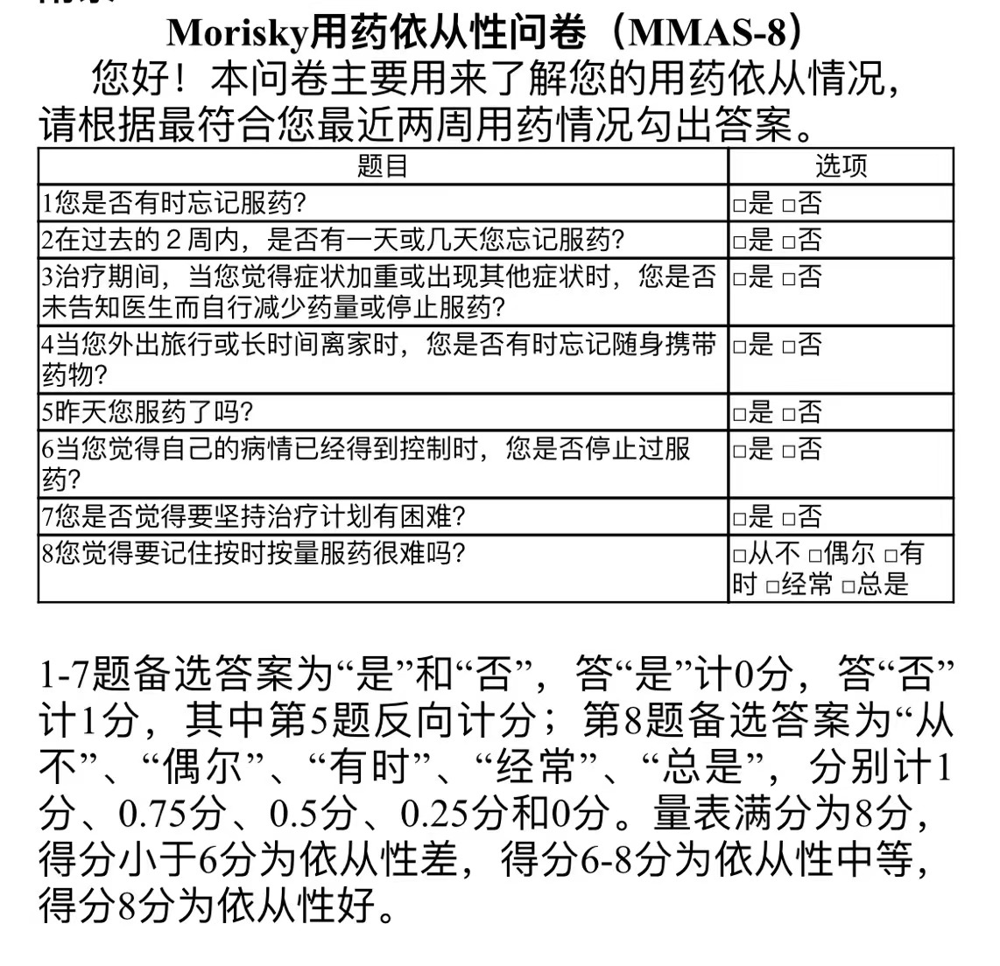 Morisky用药依从性问卷（MMAS-8）
您好！本问卷主要用来了解您的用药依从情况，
请根据最符合您最近两周用药情况勾出答案。
题目 选项
1您是否有时忘记服药？ □是 □否
2在过去的２周内，是否有一天或几天您忘记服药？ □是 □否
3治疗期间，当您觉得症状加重或出现其他症状时，您是否 □是 □否
未告知医生而自行减少药量或停止服药？
4当您外出旅行或长时间离家时，您是否有时忘记随身携带 □是 □否
药物？
5昨天您服药了吗？ □是 □否
6当您觉得自己的病情已经得到控制时，您是否停止过服 □是 □否
药？
7您是否觉得要坚持治疗计划有困难？ □是 □否
8您觉得要记住按时按量服药很难吗？ □从不 □偶尔 □有
时 □经常 □总是
1-7题备选答案为“是”和“否”，答“是”计0分，答“否”
计1分，其中第5题反向计分；第8题备选答案为“从
不”、“偶尔”、“有时”、“经常”、“总是”，分别计1
分、0.75分、0.5分、0.25分和0分。量表满分为8分，
得分小于6分为依从性差，得分6-8分为依从性中等，
得分8分为依从性好。